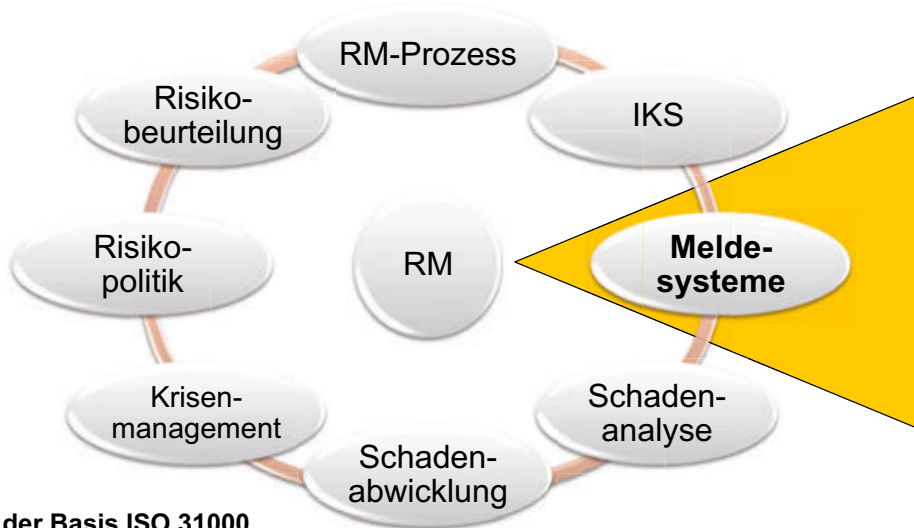 RM-Prozess
Risiko-
beurteilung
IKS
Risiko-
politik
RM
Melde-
systeme
Krisen-
management
Schaden-
analyse
Schaden-
abwicklung
der Basis ISO 31000